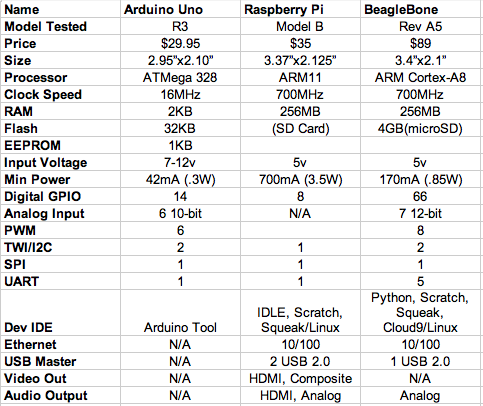 Name Arduino Uno Raspberry Pi BeagleBone
Model Tested R3 Model B Rev A5
Price $29.95 $35 $89
Size 2.95”x2.10” 3.37”x2.125” 3.4”x2.1”
Processor ATMega 328 ARM11 ARM Cortex-A8
Clock Speed 16MHz 700MHz 700MHz
RAM 2KB 256MB 256MB
Flash 32KB (SD Card) 4GB(microSD)
EEPROM 1KB
Input Voltage 7-12v 5v 5v
Min Power 42mA (.3W) 700mA (3.5W) 170mA (.85W)
Digital GPIO 14 8 66
Analog Input 6 10-bit N/A 7 12-bit
PWM 6 8
TWI/I2C 2 1 2
SPI 1 1 1
UART 1 1 5
Python, Scratch,
IDLE, Scratch, Squeak,
Dev IDE Arduino Tool Squeak/Linux Cloud9/Linux
Ethernet N/A 10/100 10/100
USB Master N/A 2 USB 2.0 1 USB 2.0
Video Out N/A HDMI, Composite N/A
Audio Output N/A HDMI, Analog Analog